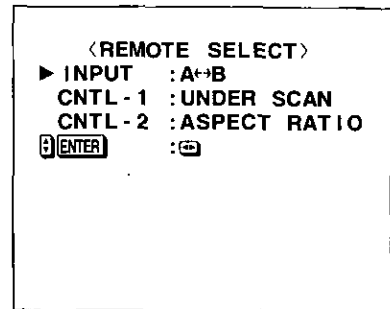 〈REMOTE SELECT〉
▶ INPUT :A↔B
CNTL-1 :UNDER SCAN
CNTL-2 :ASPECT RATIO
ENTER :